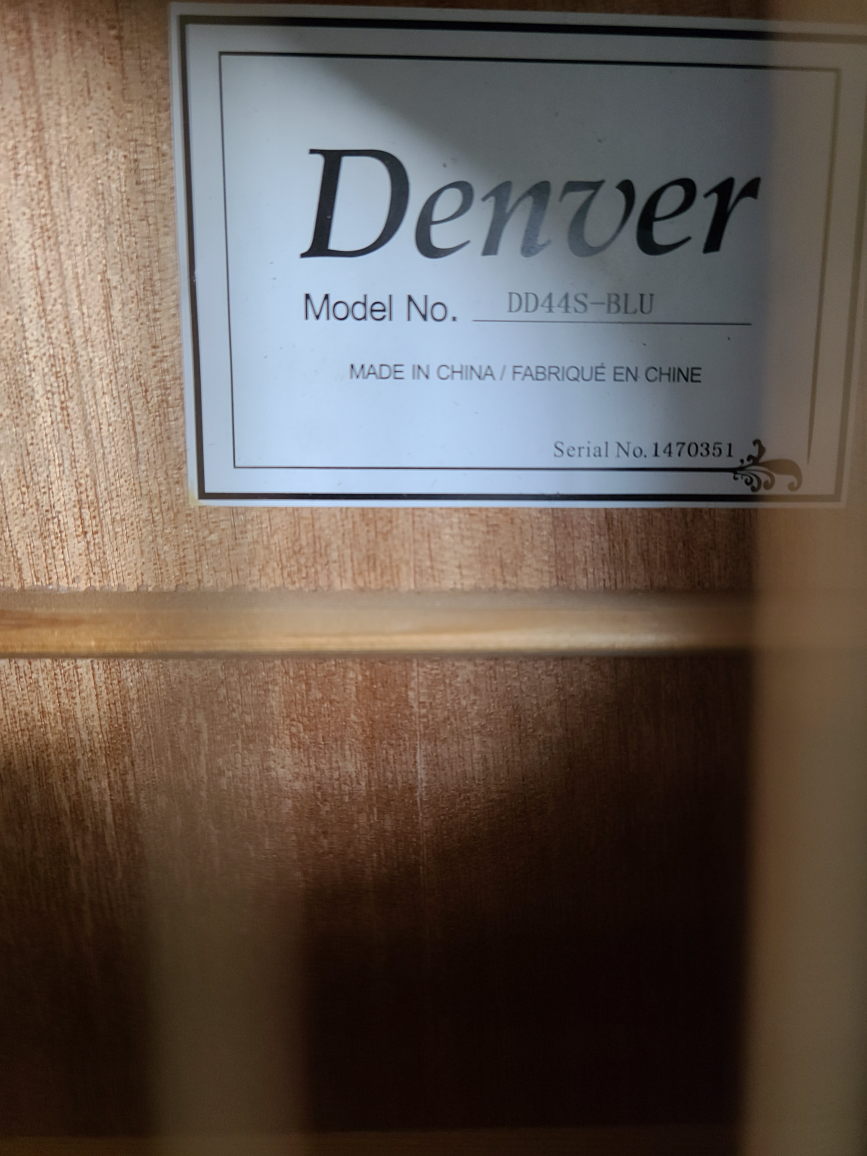 Denver
Model No. DD44S-BLU
MADE IN CHINA / FABRIQUÉ EN CHINE
Serial No. 1470351